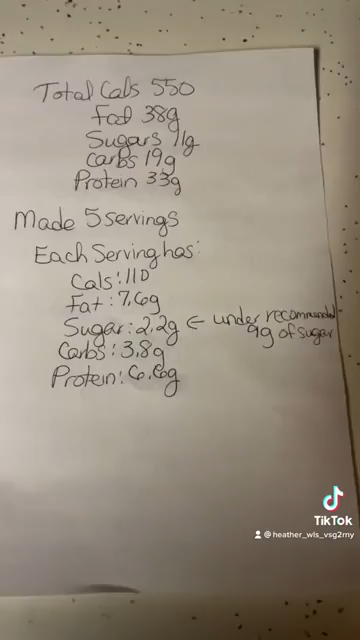 Total Cals 550
Fat 38g
Sugars 11g
Carbs 19g
Protein 33g
Made 5 servings
Each Serving has:
Cals: 110
Fat: 7.6g
Sugar: 2.2g ← under recommended
9g of sugar
Carbs: 3.8g
Protein: 6.6g
TikTok
@heather_wls_vsg2rny